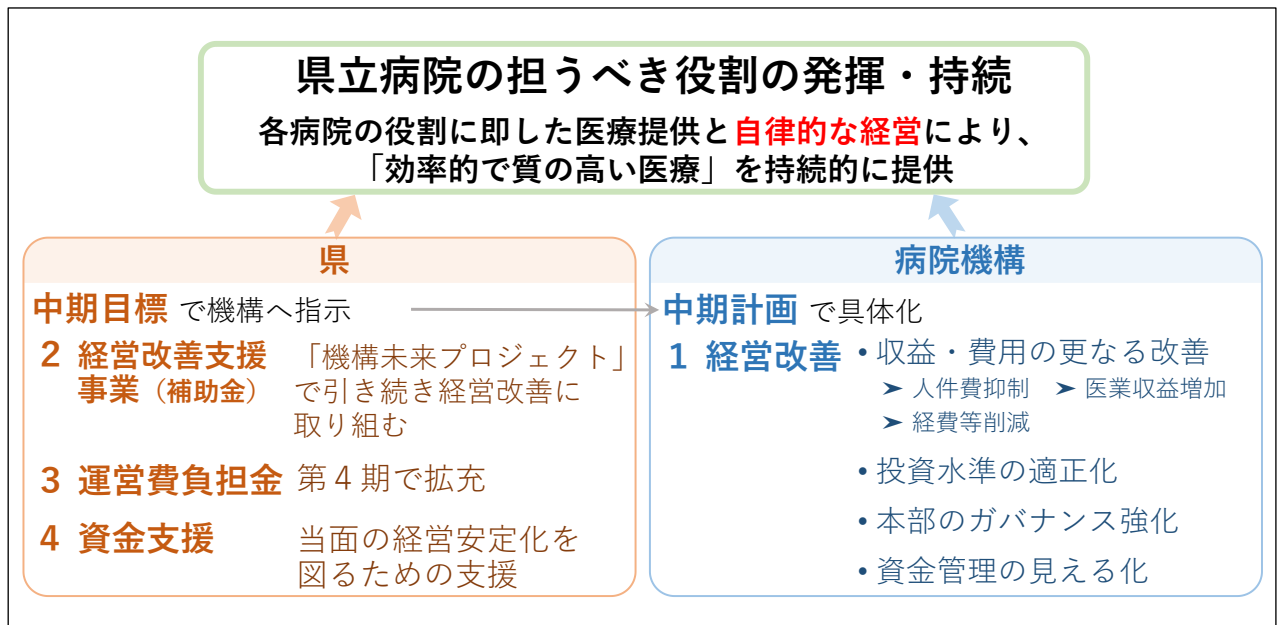 県立病院の担うべき役割の発揮・持続
各病院の役割に即した医療提供と自律的な経営により、
「効率的で質の高い医療」を持続的に提供
県
中期目標 で機構へ指示
2 経営改善支援
事業（補助金）
「機構未来プロジェクト」
で引き続き経営改善に
取り組む
3 運営費負担金 第４期で拡充
4 資金支援
当面の経営安定化を
図るための支援
病院機構
中期計画 で具体化
1 経営改善
• 収益・費用の更なる改善
➤ 人件費抑制 ➤ 医業収益増加
➤ 経費等削減
• 投資水準の適正化
• 本部のガバナンス強化
• 資金管理の見える化